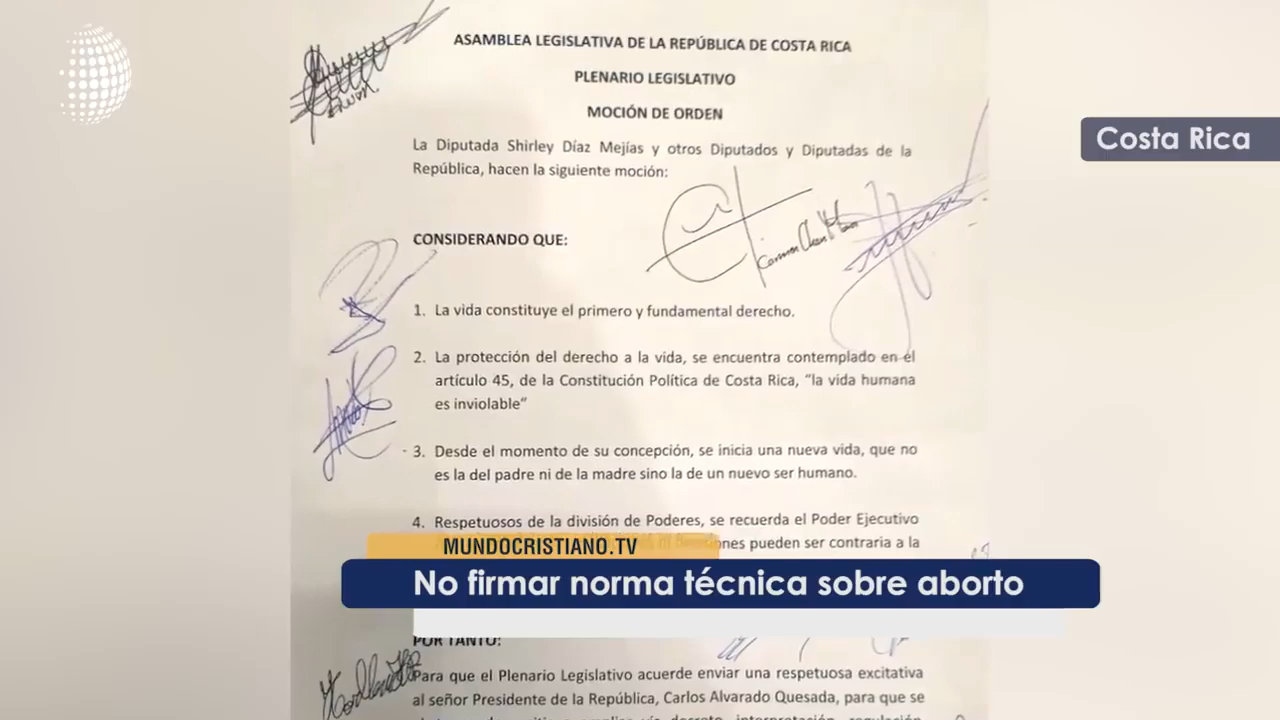 ASAMBLEA LEGISLATIVA DE LA REPÚBLICA DE COSTA RICA
PLENARIO LEGISLATIVO
MOCIÓN DE ORDEN
La Diputada Shirley Díaz Mejías y otros Diputados y Diputadas de la
República, hacen la siguiente moción:
Costa Rica
CONSIDERANDO QUE:
1. La vida constituye el primero y fundamental derecho.
2. La protección del derecho a la vida, se encuentra contemplado en el
artículo 45, de la Constitución Política de Costa Rica, “la vida humana
es inviolable”
3. Desde el momento de su concepción, se inicia una nueva vida, que no
es la del padre ni de la madre sino la de un nuevo ser humano.
4. Respetuosos de la división de Poderes, se recuerda el Poder Ejecutivo
pueden ser contraria a la
MUNDOCRISTIANO.TV
No firmar norma técnica sobre aborto
POR TANTO:
Para que el Plenario Legislativo acuerde enviar una respetuosa excitativa
al señor Presidente de la República, Carlos Alvarado Quesada, para que se